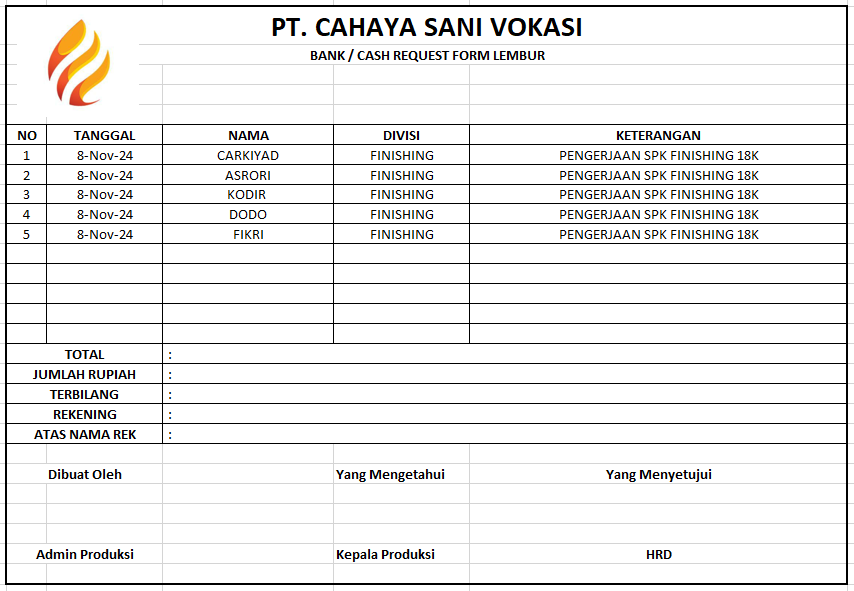 PT. CAHAYA SANI VOKASI
BANK / CASH REQUEST FORM LEMBUR
NO TANGGAL NAMA DIVISI KETERANGAN
1 8-Nov-24 CARKIYAD FINISHING PENGERJAAN SPK FINISHING 18K
2 8-Nov-24 ASRORI FINISHING PENGERJAAN SPK FINISHING 18K
3 8-Nov-24 KODIR FINISHING PENGERJAAN SPK FINISHING 18K
4 8-Nov-24 DODO FINISHING PENGERJAAN SPK FINISHING 18K
5 8-Nov-24 FIKRI FINISHING PENGERJAAN SPK FINISHING 18K
TOTAL :
JUMLAH RUPIAH :
TERBILANG :
REKENING :
ATAS NAMA REK :
Dibuat Oleh Yang Mengetahui Yang Menyetujui
Admin Produksi Kepala Produksi HRD